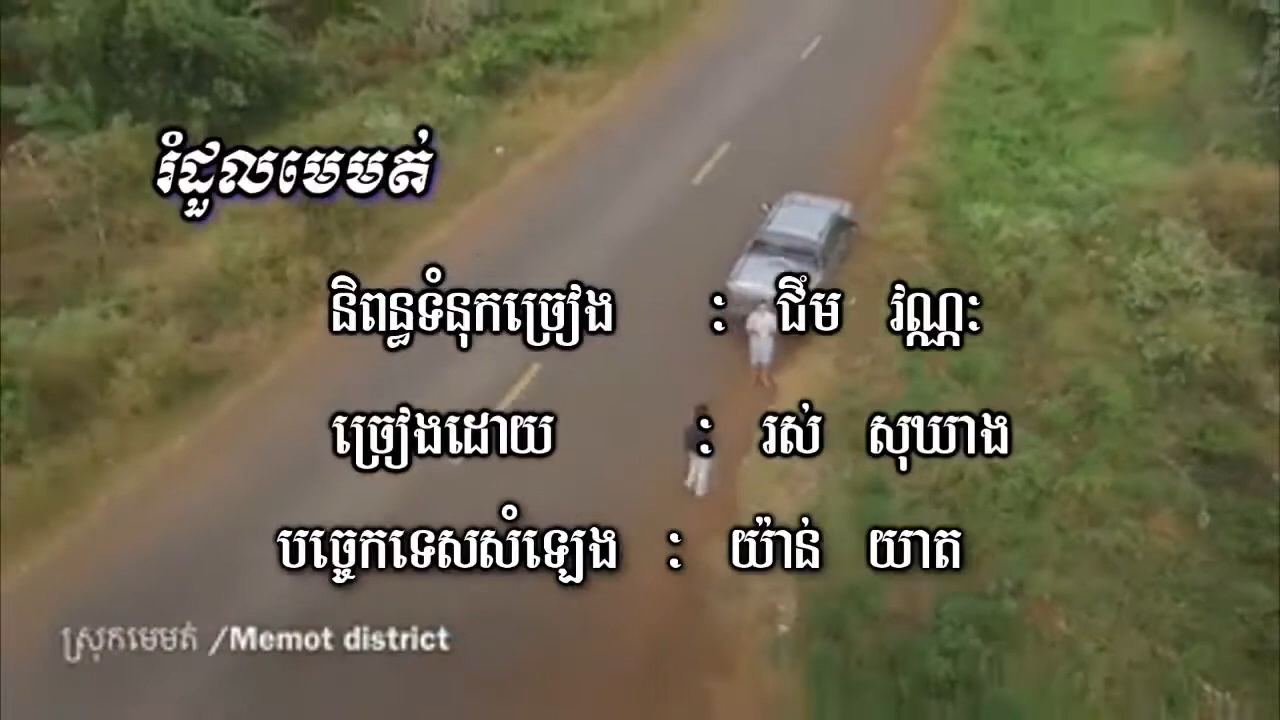 រំដួលមេមត់
និពន្ធទំនុកច្រៀង : ជឹម វណ្ណៈ
ច្រៀងដោយ : រស់ សុឃាង
បច្ចេកទេសសំឡេង : យ៉ាន់ យាត
ស្រុកមេមត់ /Memot district